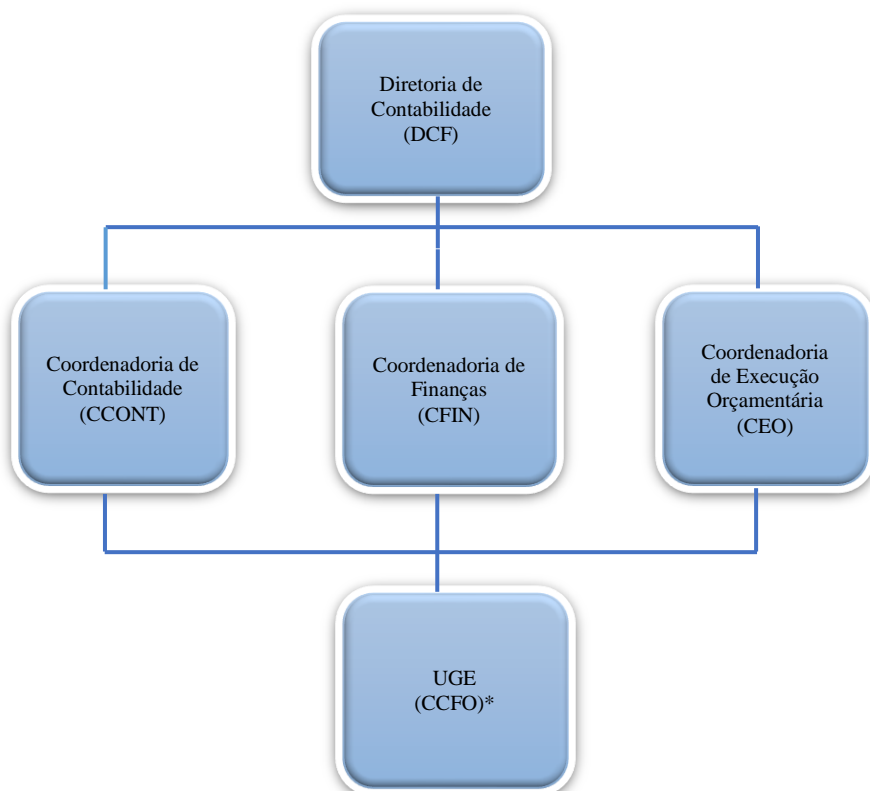 Diretoria de
Contabilidade
(DCF)
Coordenadoria de
Contabilidade
(CCONT)
Coordenadoria de
Finanças
(CFIN)
Coordenadoria
de Execução
Orçamentária
(CEO)
UGE
(CCFO)*